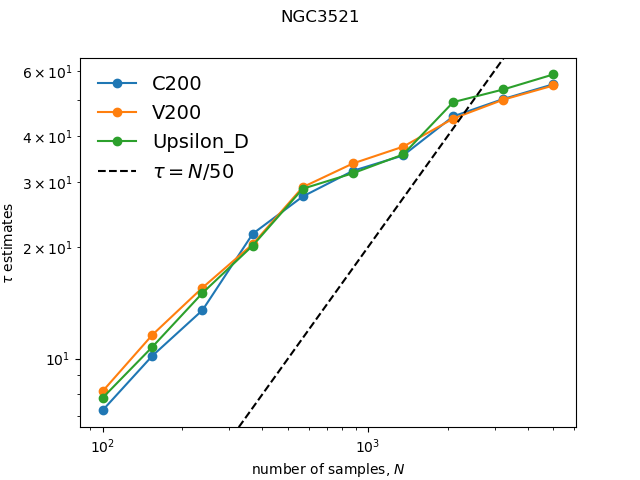 NGC3521
C200
V200
Upsilon_D
τ = N/50
6 × 10¹
4 × 10¹
3 × 10¹
2 × 10¹
10¹
τ estimates
10² 10³
number of samples, N